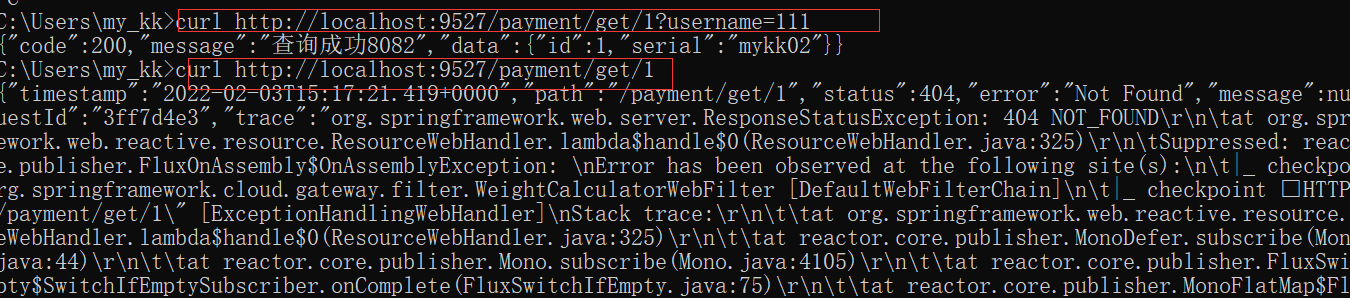 C:\Users\my_kk>curl http://localhost:9527/payment/get/1?username=111
{"code":200,"message":"查询成功8082","data":{"id":1,"serial":"mykk02"}}
C:\Users\my_kk>curl http://localhost:9527/payment/get/1
{"timestamp":"2022-02-03T15:17:21.419+0000","path":"/payment/get/1","status":404,"error":"Not Found","message":nu
uestId":"3ff7d4e3","trace":"org.springframework.web.server.ResponseStatusException: 404 NOT_FOUND\r\n\tat org.spr
ework.web.reactive.resource.ResourceWebHandler.lambda$handle$0(ResourceWebHandler.java:325)\r\n\tSuppressed: reac
e.publisher.FluxOnAssembly$OnAssemblyException: \nError has been observed at the following site(s):\n\t|_ checkpo
rg.springframework.cloud.gateway.filter.WeightCalculatorWebFilter [DefaultWebFilterChain]\n\t|_ checkpoint □HTTP
/payment/get/1\" [ExceptionHandlingWebHandler]\nStack trace:\r\n\t\tat org.springframework.web.reactive.resource.
eWebHandler.lambda$handle$0(ResourceWebHandler.java:325)\r\n\t\tat reactor.core.publisher.MonoDefer.subscribe(Mon
java:44)\r\n\t\tat reactor.core.publisher.Mono.subscribe(Mono.java:4105)\r\n\t\tat reactor.core.publisher.FluxSwi
pty$SwitchIfEmptySubscriber.onComplete(FluxSwitchIfEmpty.java:75)\r\n\t\tat reactor.core.publisher.MonoFlatMap$Fl